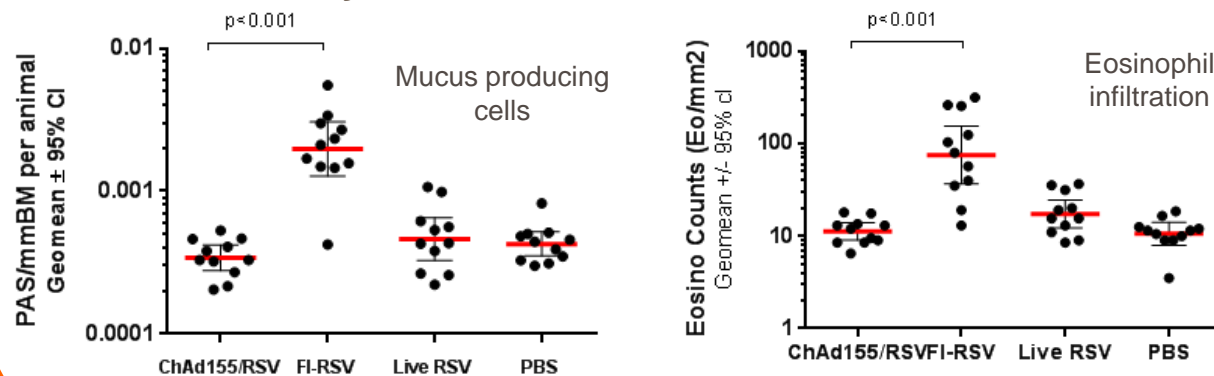 p<0.001
0.01
0.001
0.0001
PAS/mmBM per animal
Geomean ± 95% CI
Mucus producing
cells
ChAd155/RSV FI-RSV Live RSV PBS
p<0.001
1000
100
10
1
Eosino Counts (Eo/mm2)
Geomean +/- 95% cl
Eosinophil
infiltration
ChAd155/RSV FI-RSV Live RSV PBS